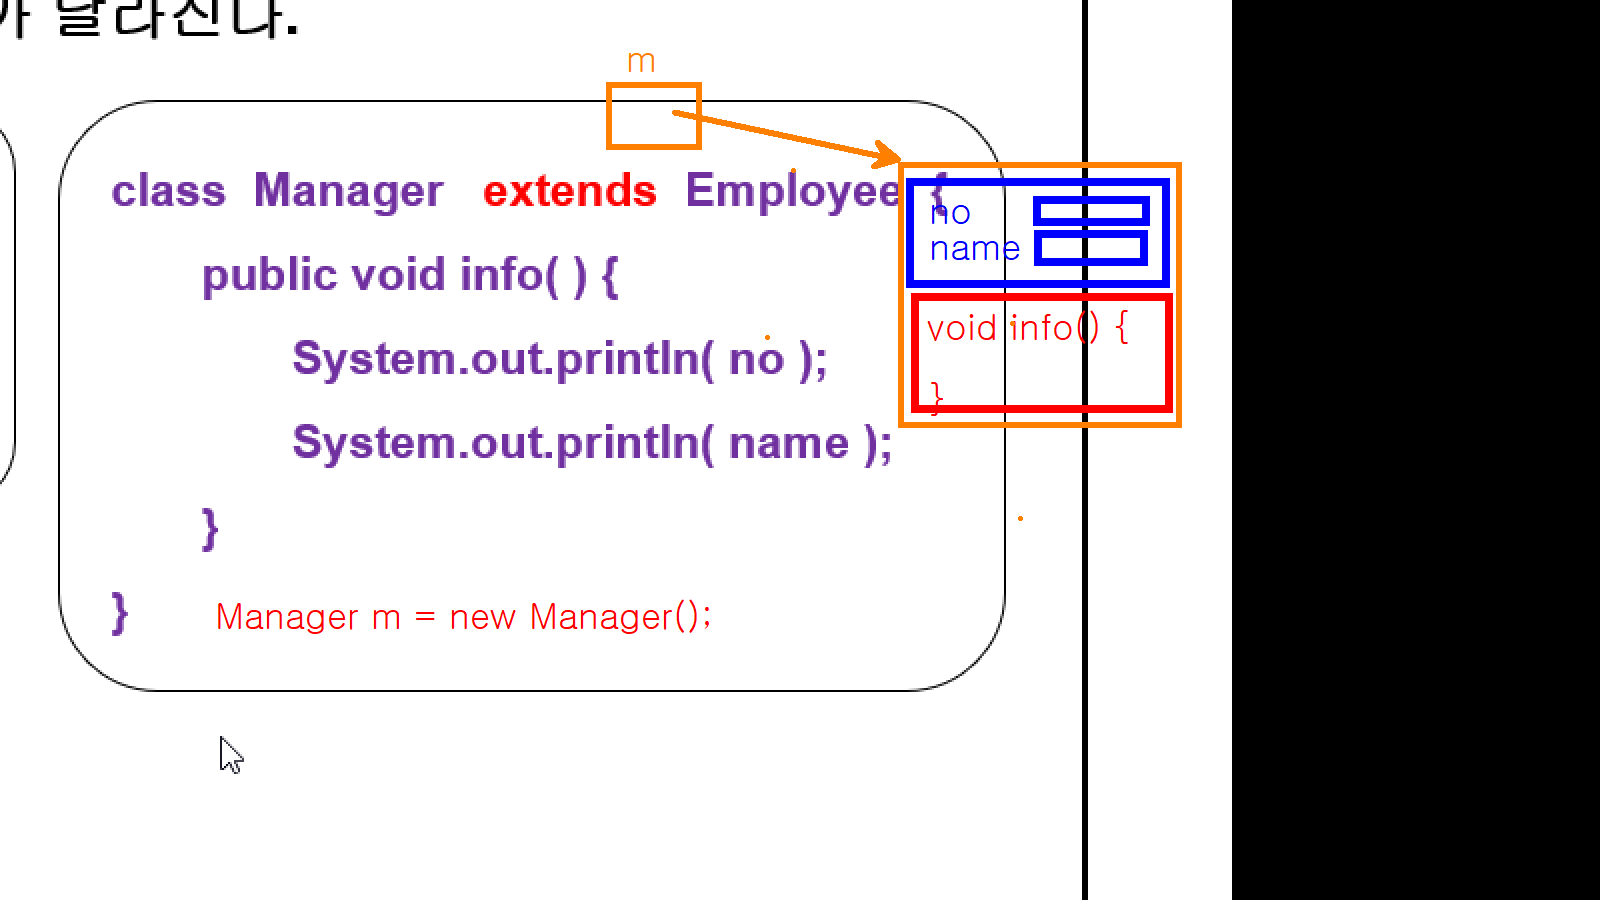 달라진다.
m
class Manager extends Employee {
no
name
public void info( ) {
void info() {
}
System.out.println( no );
System.out.println( name );
}
}
Manager m = new Manager();